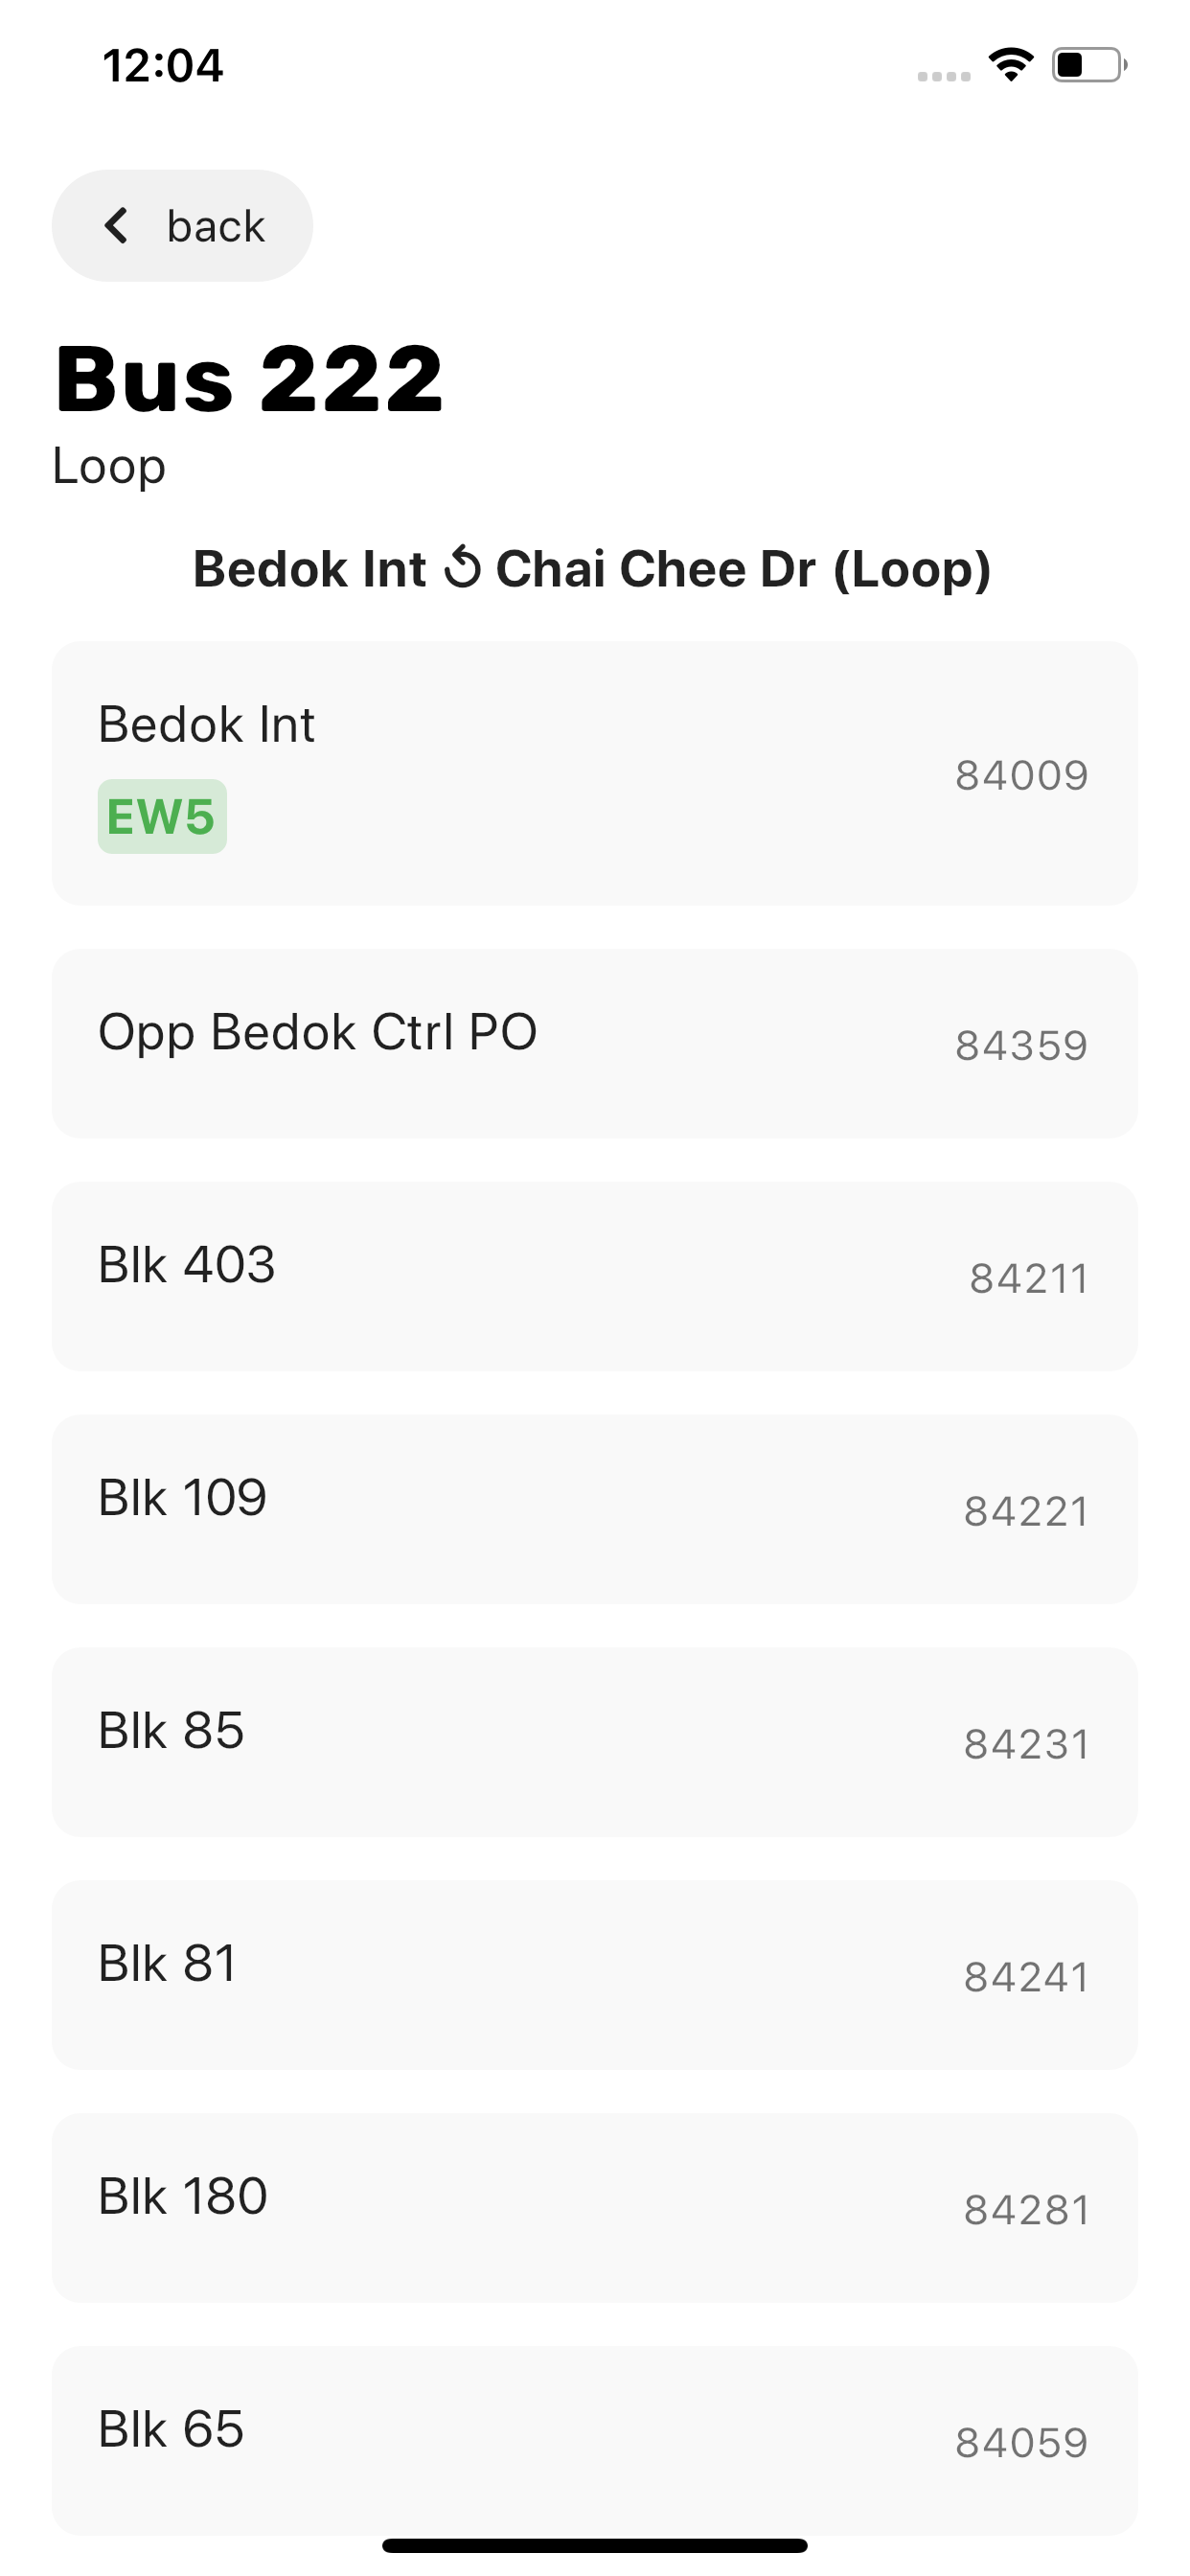 12:04
back
Bus 222
Loop
Bedok Int ↺ Chai Chee Dr (Loop)
Bedok Int
84009
EW5
Opp Bedok Ctrl PO
84359
Blk 403
84211
Blk 109
84221
Blk 85
84231
Blk 81
84241
Blk 180
84281
Blk 65
84059